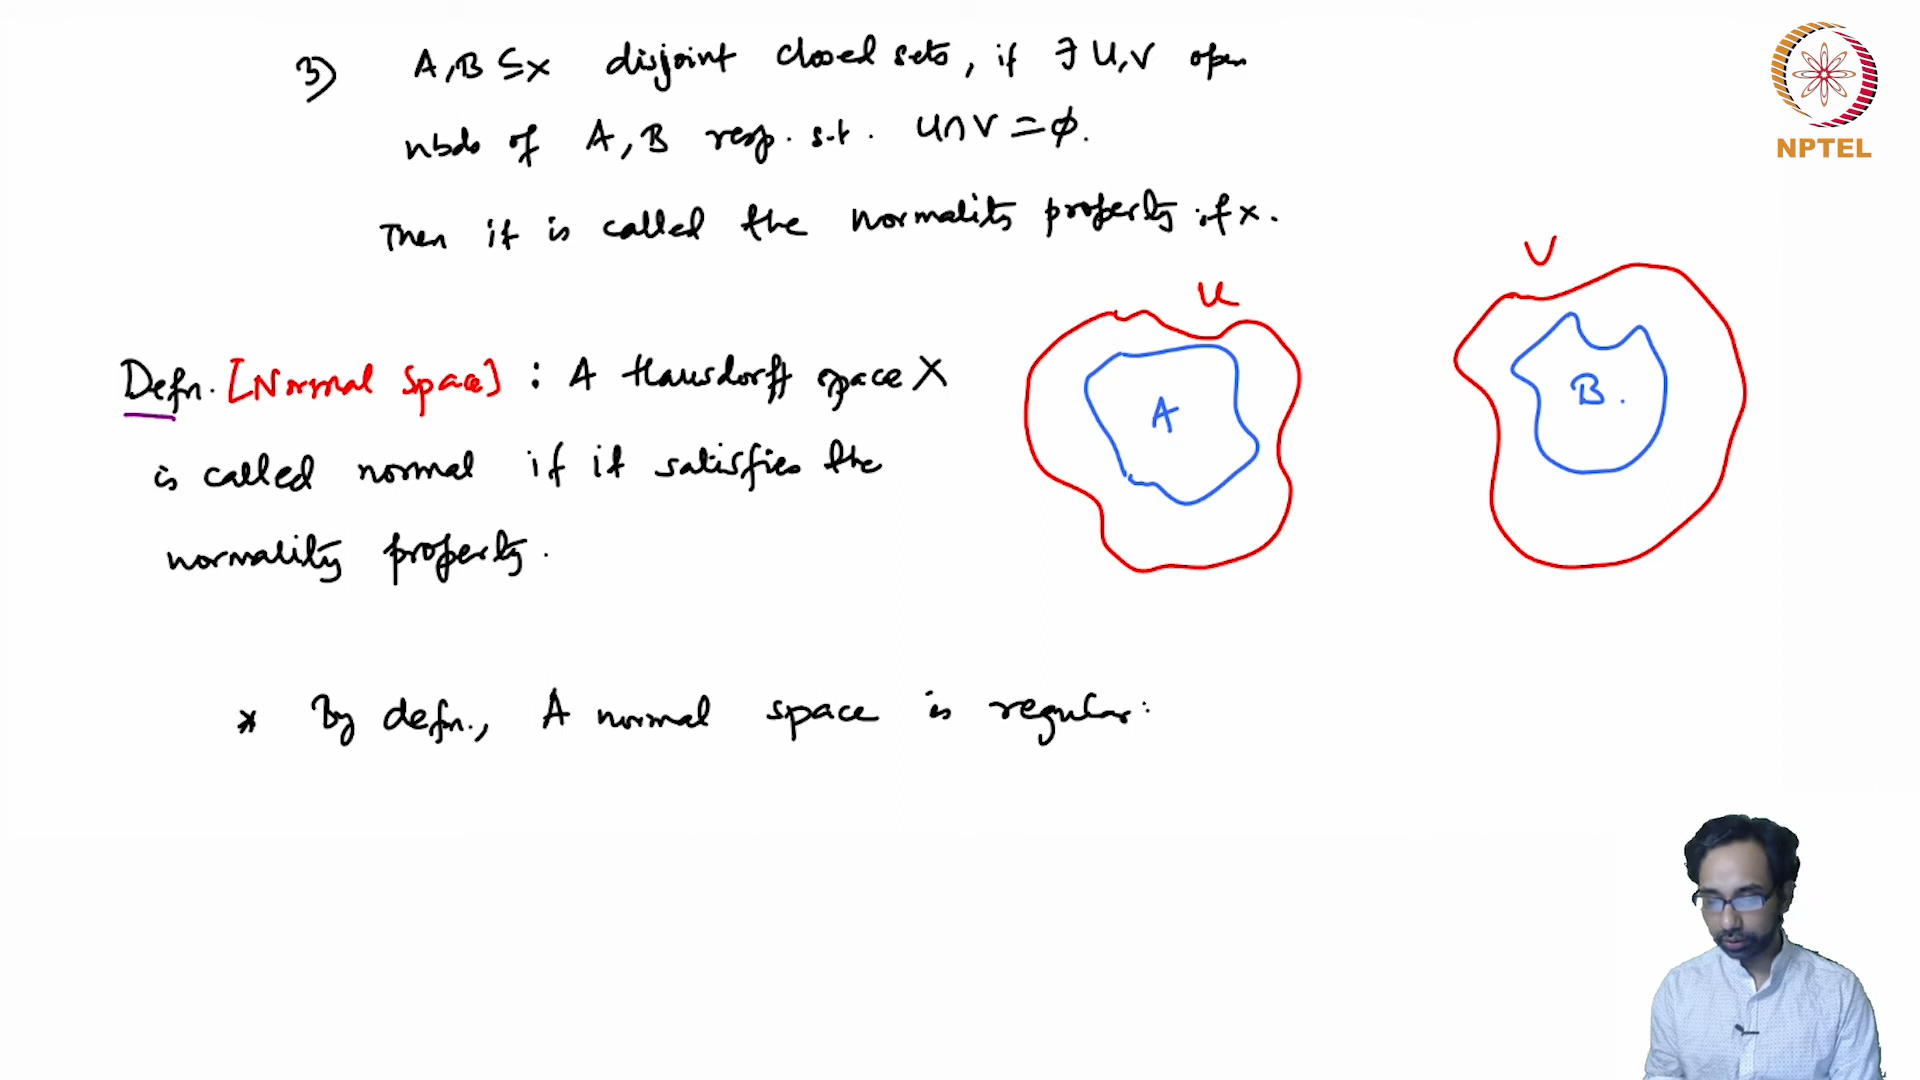 3) A, B ⊆ X disjoint closed sets, if ∃ U, V open
nbds of A, B resp. s.t. U∩V = ϕ.
Then it is called the normality property of X.
U
V
Defn. [Normal Space] : A Hausdorff space X
is called normal if it satisfies the
normality property.
A
B.
* By defn., A normal space is regular.
NPTEL